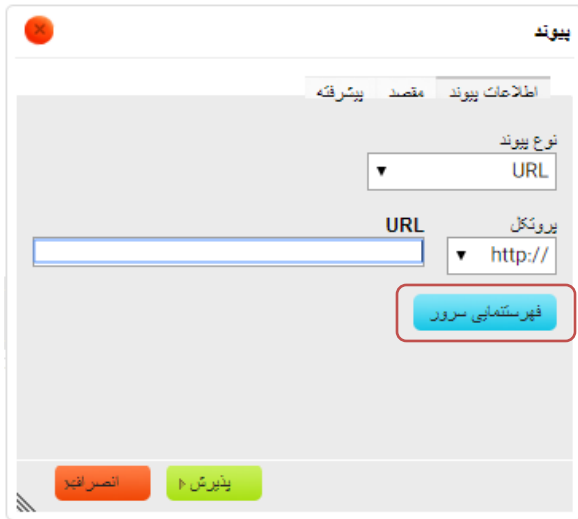 پیوند
اطلاعات پیوند مقصد پیشرفته
نوع پیوند
URL
پروتکل URL
http://
فهرستنمایی سرور
پذیرش انصراف